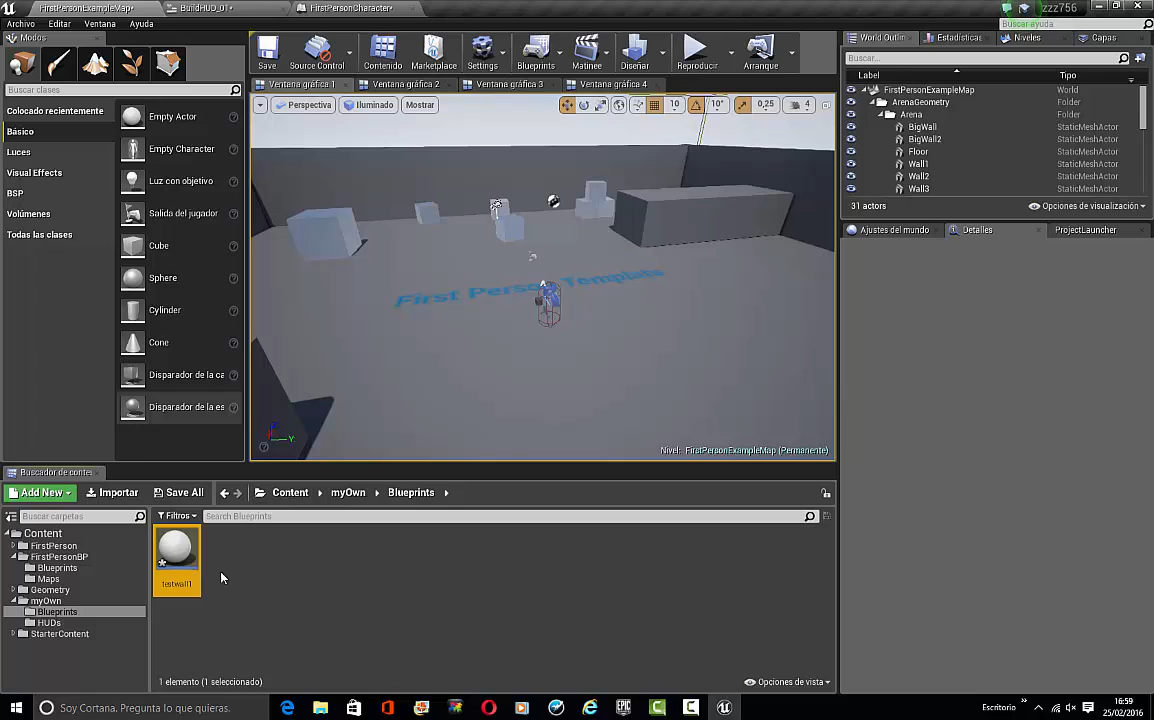 FirstPersonExampleMap•
BuildHUD_01•
FirstPersonCharacter•
zzz756
Archivo Editar Ventana Ayuda
Buscar ayuda
Modos
Buscar clases
Colocado recientemente
Básico
Luces
Visual Effects
BSP
Volúmenes
Todas las clases
Empty Actor
Empty Character
Luz con objetivo
Salida del jugador
Cube
Sphere
Cylinder
Cone
Disparador de la ca
Disparador de la es
Save
Source Control
Contenido
Marketplace
Settings
Blueprints
Matinee
Diseñar
Reproducir
Arranque
Ventana gráfica 1
Ventana gráfica 2
Ventana gráfica 3
Ventana gráfica 4
Perspectiva
Iluminado
Mostrar
10
10°
0,25
4
First Person Template
Z
Y
Nivel: FirstPersonExampleMap (Permanente)
World Outlin
Estadísticas
Niveles
Capas
Buscar...
Label Tipo
FirstPersonExampleMap World
ArenaGeometry Folder
Arena Folder
BigWall StaticMeshActor
BigWall2 StaticMeshActor
Floor StaticMeshActor
Wall1 StaticMeshActor
Wall2 StaticMeshActor
Wall3 StaticMeshActor
31 actors
Opciones de visualización
Ajustes del mundo
Detalles
ProjectLauncher
Buscador de conte
Add New
Importar
Save All
Content
myOwn
Blueprints
Buscar carpetas
Filtros
Search Blueprints
Content
FirstPerson
FirstPersonBP
Blueprints
Maps
Geometry
myOwn
Blueprints
HUDs
StarterContent
testwall1
1 elemento (1 seleccionado)
Opciones de vista
Soy Cortana. Pregunta lo que quieras.
EPIC
GAMES
Escritorio
16:59
25/02/2016